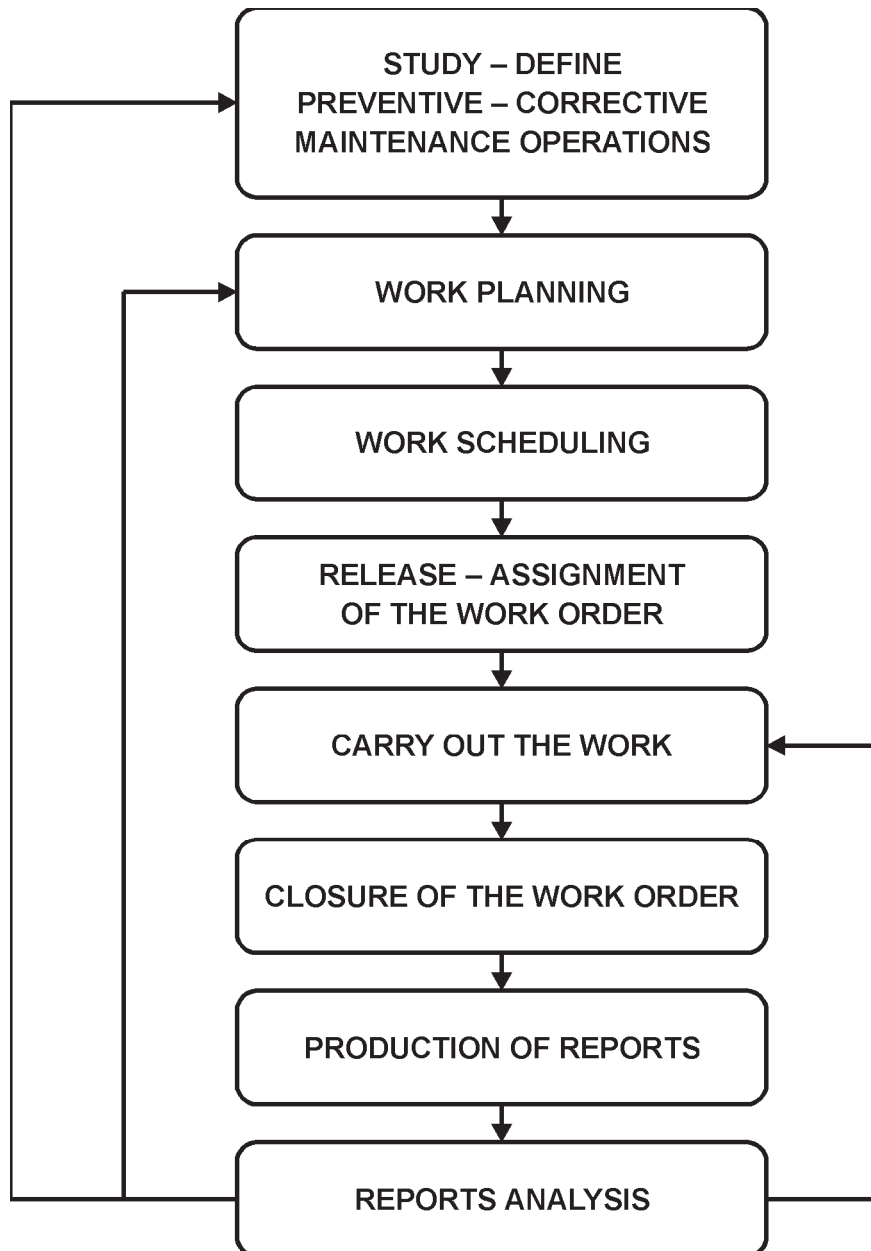 STUDY – DEFINE
PREVENTIVE – CORRECTIVE
MAINTENANCE OPERATIONS
WORK PLANNING
WORK SCHEDULING
RELEASE – ASSIGNMENT
OF THE WORK ORDER
CARRY OUT THE WORK
CLOSURE OF THE WORK ORDER
PRODUCTION OF REPORTS
REPORTS ANALYSIS